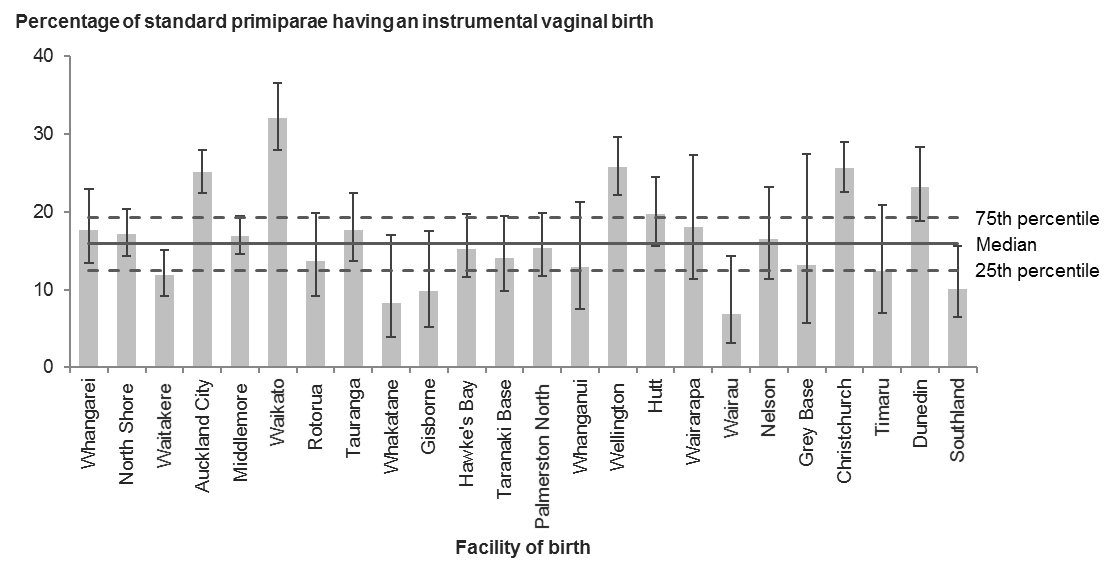 Percentage of standard primiparae having an instrumental vaginal birth
40
30
20
10
0
75th percentile
Median
25th percentile
Whangarei
North Shore
Waitakere
Auckland City
Middlemore
Waikato
Rotorua
Tauranga
Whakatane
Gisborne
Hawke's Bay
Taranaki Base
Palmerston North
Whanganui
Wellington
Hutt
Wairarapa
Wairau
Nelson
Grey Base
Christchurch
Timaru
Dunedin
Southland
Facility of birth